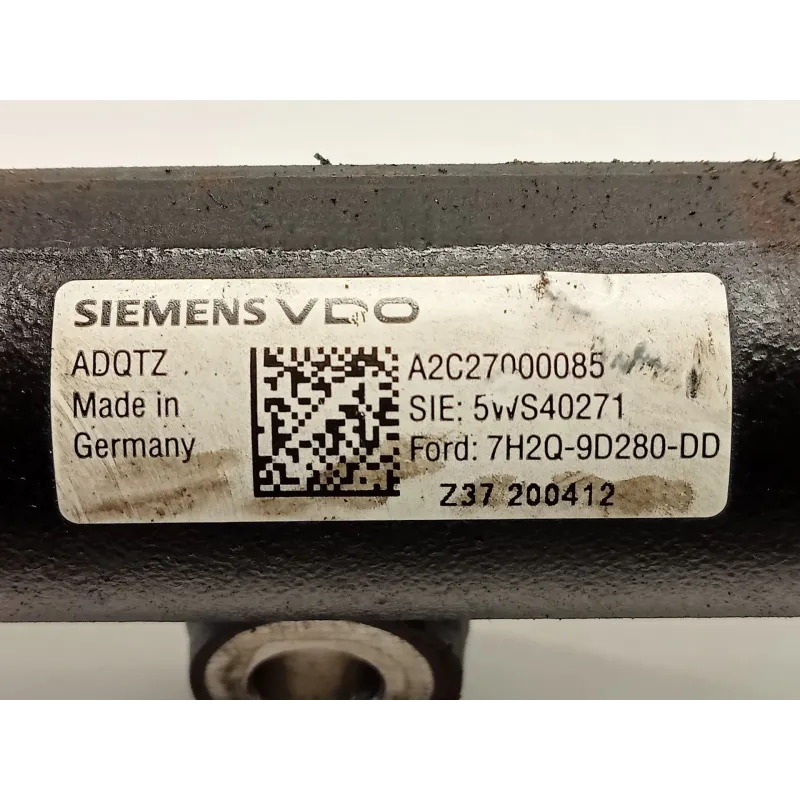 SIEMENS VDO
ADQTZ
Made in
Germany
A2C27000085
SIE: 5WS40271
Ford: 7H2Q-9D280-DD
Z37 200412